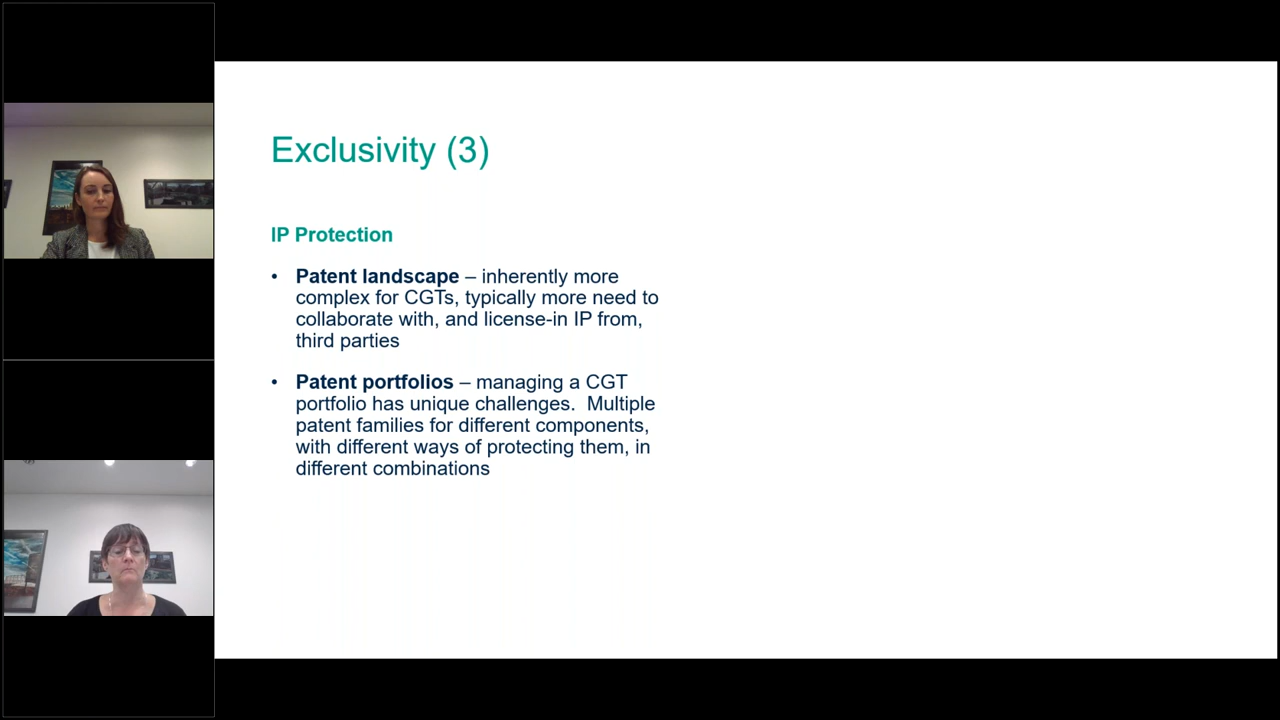 Exclusivity (3)
IP Protection
• Patent landscape – inherently more
complex for CGTs, typically more need to
collaborate with, and license-in IP from,
third parties
• Patent portfolios – managing a CGT
portfolio has unique challenges.  Multiple
patent families for different components,
with different ways of protecting them, in
different combinations